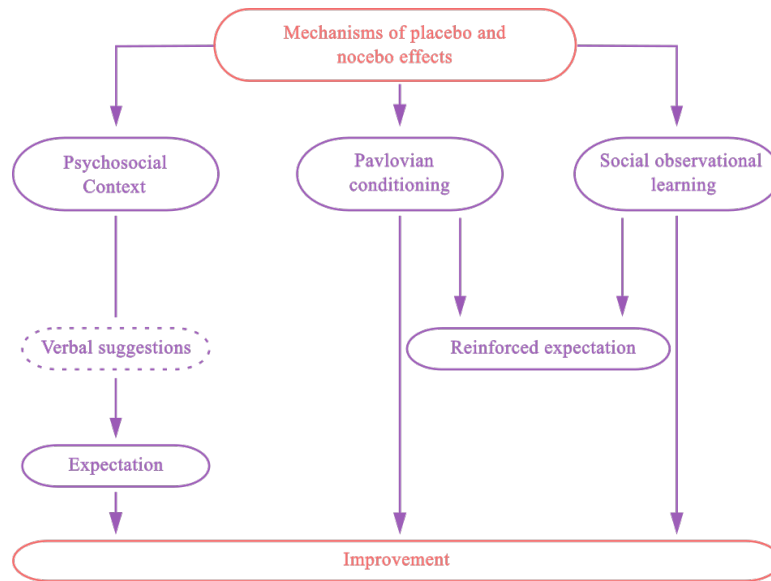 Mechanisms of placebo and
nocebo effects
Psychosocial
Context
Pavlovian
conditioning
Social observational
learning
Verbal suggestions
Reinforced expectation
Expectation
Improvement